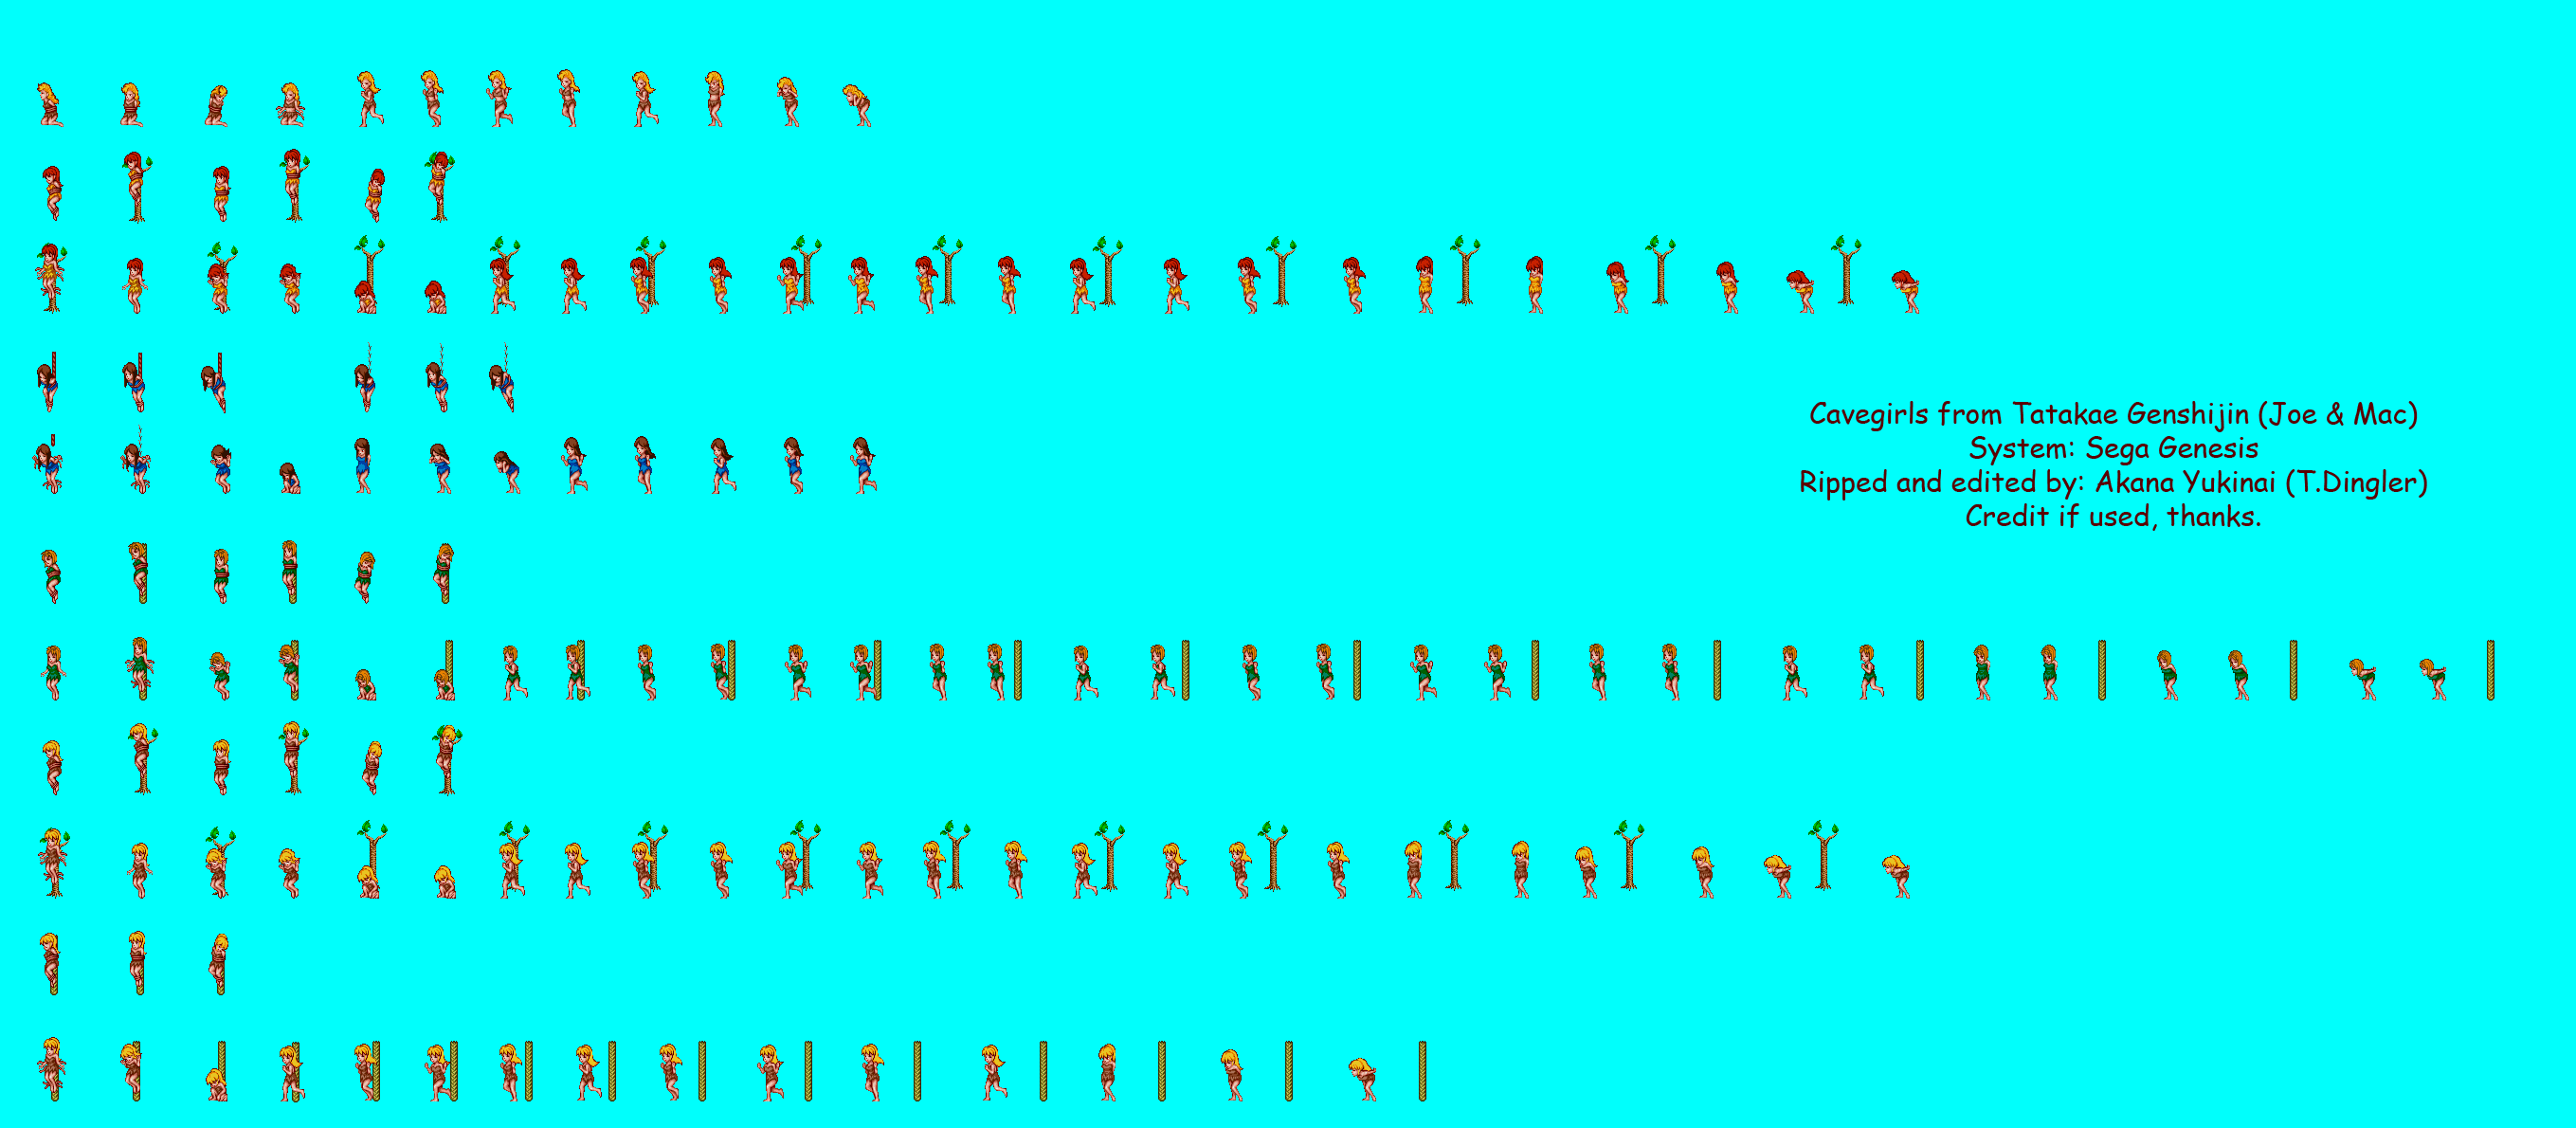 Cavegirls from Tatakae Genshijin (Joe & Mac)
System: Sega Genesis
Ripped and edited by: Akana Yukinai (T.Dingler)
Credit if used, thanks.